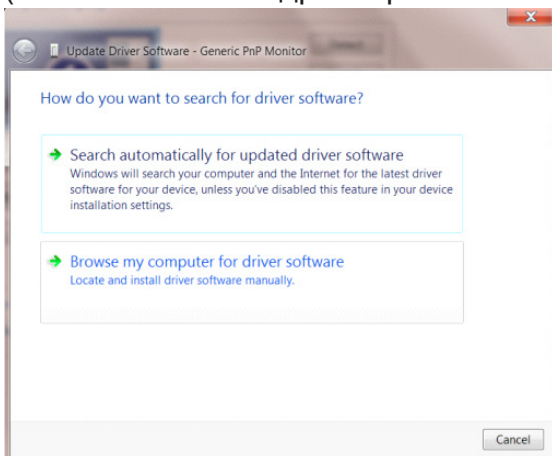 Update Driver Software - Generic PnP Monitor
How do you want to search for driver software?
Search automatically for updated driver software
Windows will search your computer and the Internet for the latest driver
software for your device, unless you've disabled this feature in your device
installation settings.
Browse my computer for driver software
Locate and install driver software manually.
Cancel